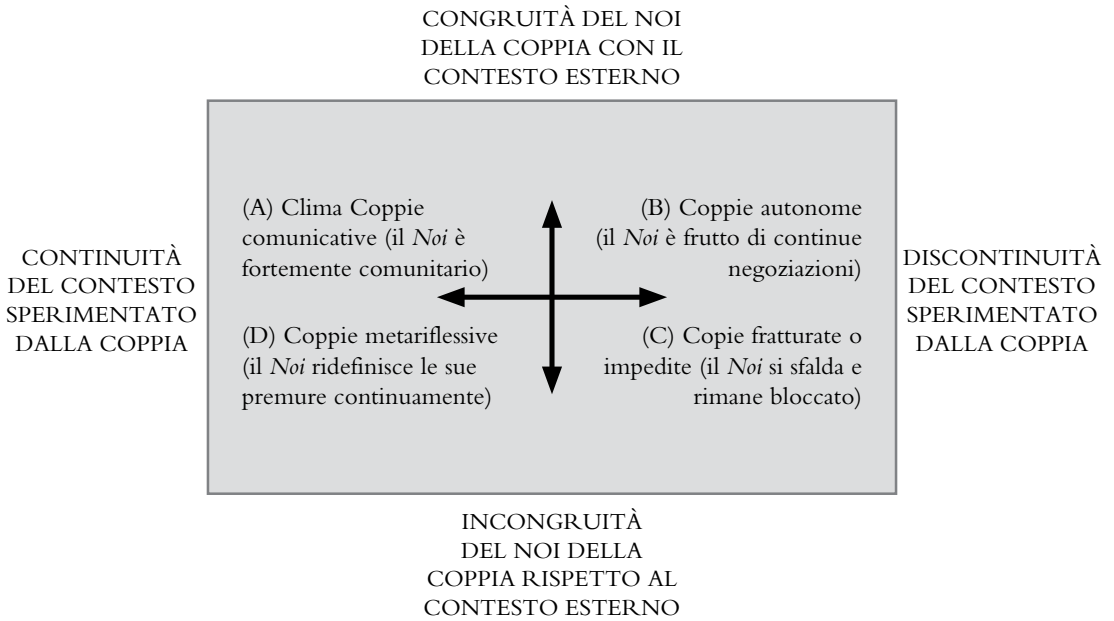 CONGRUITÀ DEL NOI
DELLA COPPIA CON IL
CONTESTO ESTERNO
CONTINUITÀ
DEL CONTESTO
SPERIMENTATO
DALLA COPPIA
(A) Clima Coppie
comunicative (il Noi è
fortemente comunitario)
(B) Coppie autonome
(il Noi è frutto di continue
negoziazioni)
(D) Coppie metariflessive
(il Noi ridefinisce le sue
premure continuamente)
(C) Copie fratturate o
impedite (il Noi si sfalda e
rimane bloccato)
DISCONTINUITÀ
DEL CONTESTO
SPERIMENTATO
DALLA COPPIA
INCONGRUITÀ
DEL NOI DELLA
COPPIA RISPETTO AL
CONTESTO ESTERNO